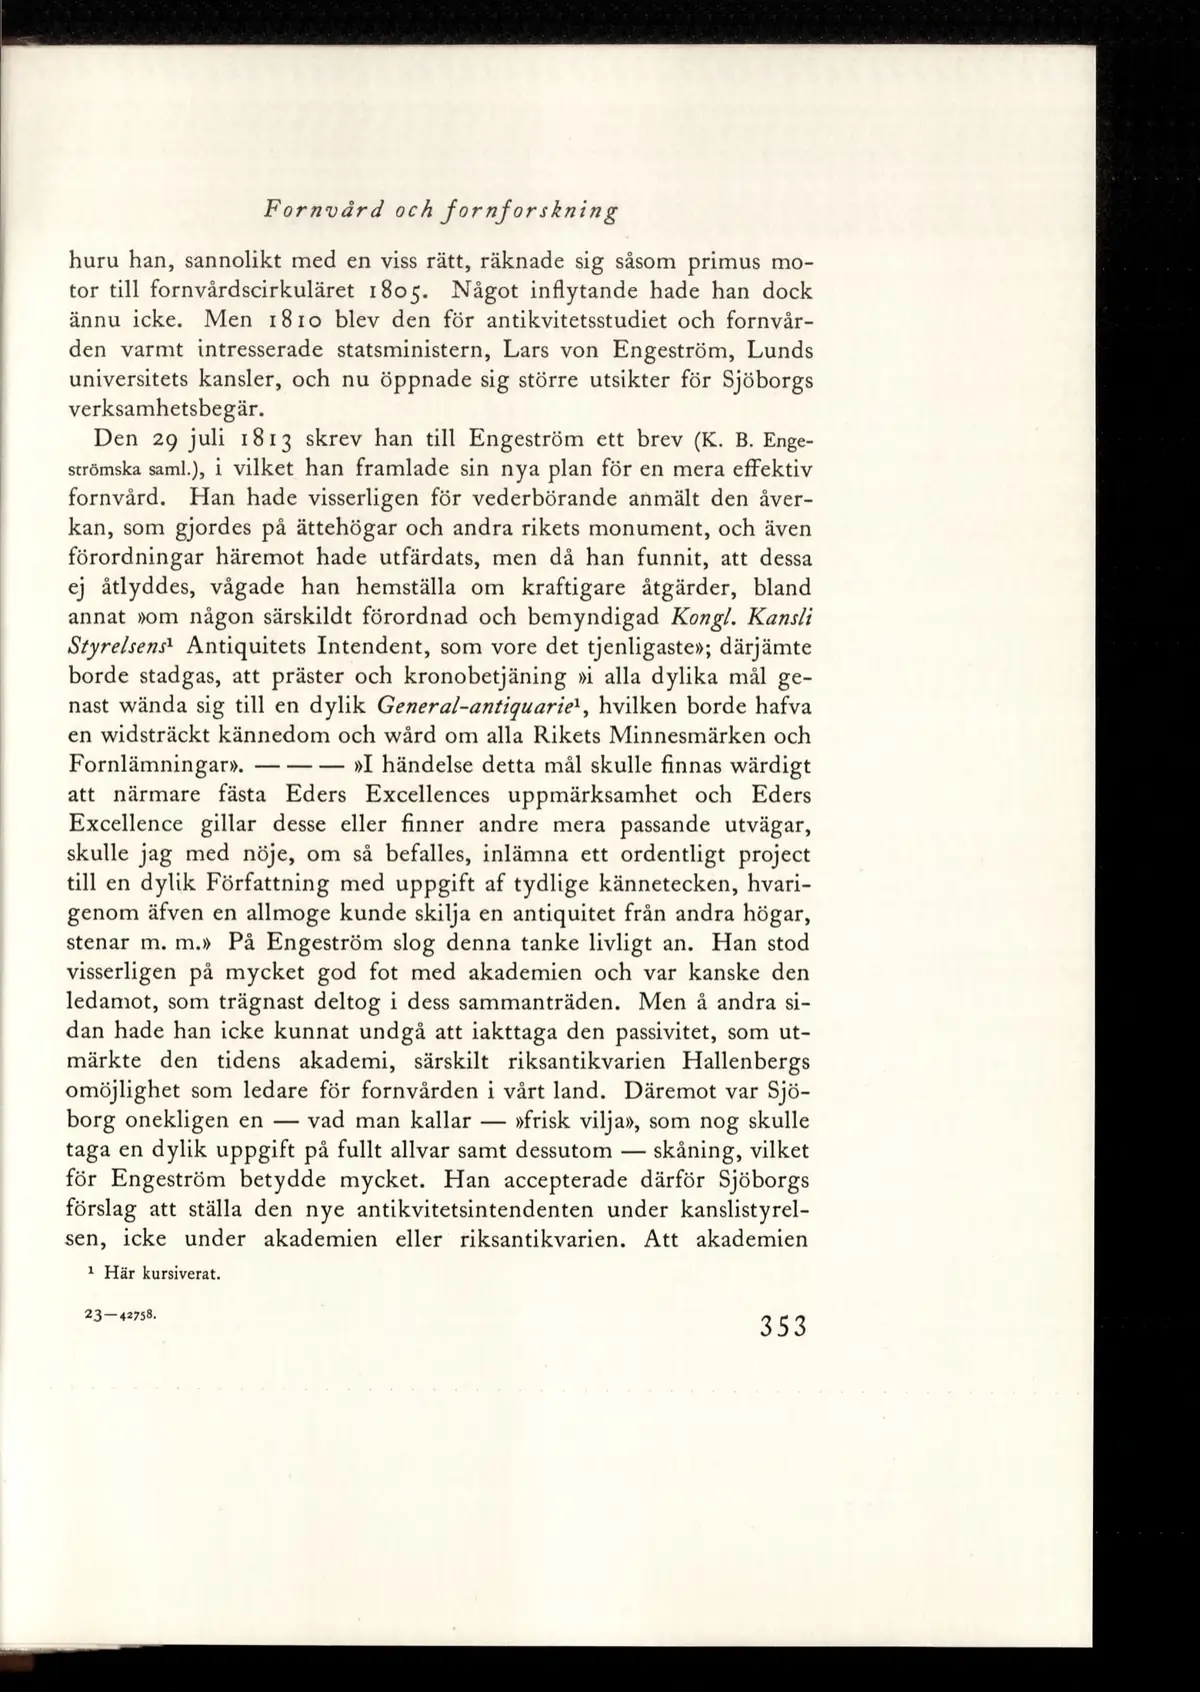 Fornvård och fornforskning
huru han, sannolikt med en viss rätt, räknade sig såsom primus mo-
tor till fornvårdscirkuläret 1805. Något inflytande hade han dock
ännu icke. Men 1810 blev den för antikvitetsstudiet och fornvår-
den varmt intresserade statsministern, Lars von Engeström, Lunds
universitets kansler, och nu öppnade sig större utsikter för Sjöborgs
verksamhetsbegär.
Den 29 juli 1813 skrev han till Engeström ett brev (K. B. Enge-
strömska saml.), i vilket han framlade sin nya plan för en mera effektiv
fornvård. Han hade visserligen för vederbörande anmält den åver-
kan, som gjordes på ättehögar och andra rikets monument, och även
förordningar häremot hade utfärdats, men då han funnit, att dessa
ej åtlyddes, vågade han hemställa om kraftigare åtgärder, bland
annat »om någon särskildt förordnad och bemyndigad Kongl. Kansli
Styrelsens¹ Antiquitets Intendent, som vore det tjenligaste»; därjämte
borde stadgas, att präster och kronobetjäning »i alla dylika mål ge-
nast wända sig till en dylik General-antiquarie¹, hvilken borde hafva
en widsträckt kännedom och wård om alla Rikets Minnesmärken och
Fornlämningar». — — — »I händelse detta mål skulle finnas wärdigt
att närmare fästa Eders Excellences uppmärksamhet och Eders
Excellence gillar desse eller finner andre mera passande utvägar,
skulle jag med nöje, om så befalles, inlämna ett ordentligt project
till en dylik Författning med uppgift af tydlige kännetecken, hvari-
genom äfven en allmoge kunde skilja en antiquitet från andra högar,
stenar m. m.» På Engeström slog denna tanke livligt an. Han stod
visserligen på mycket god fot med akademien och var kanske den
ledamot, som trägnast deltog i dess sammanträden. Men å andra si-
dan hade han icke kunnat undgå att iakttaga den passivitet, som ut-
märkte den tidens akademi, särskilt riksantikvarien Hallenbergs
omöjlighet som ledare för fornvården i vårt land. Däremot var Sjö-
borg onekligen en — vad man kallar — »frisk vilja», som nog skulle
taga en dylik uppgift på fullt allvar samt dessutom — skåning, vilket
för Engeström betydde mycket. Han accepterade därför Sjöborgs
förslag att ställa den nye antikvitetsintendenten under kanslistyrel-
sen, icke under akademien eller riksantikvarien. Att akademien
¹ Här kursiverat.
23—42758.
353